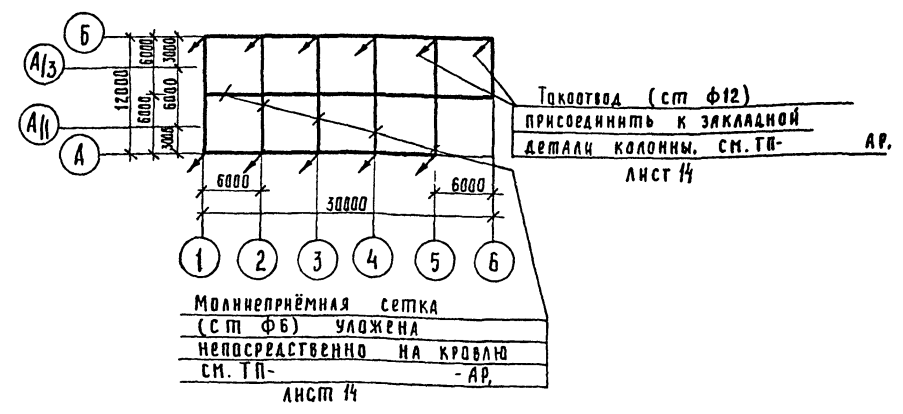 Б
А/3
А/1
А
12000
6000
6000
3000
6000
3000
6000
6000
30000
1 2 3 4 5 6
Токоотвод (ст ф12)
присоединить к закладной
детали колонны. см. ТП- АР,
лист 14
Молниеприёмная сетка
(ст ф6) уложена
непосредственно на кровлю
см. ТП- -АР,
лист 14